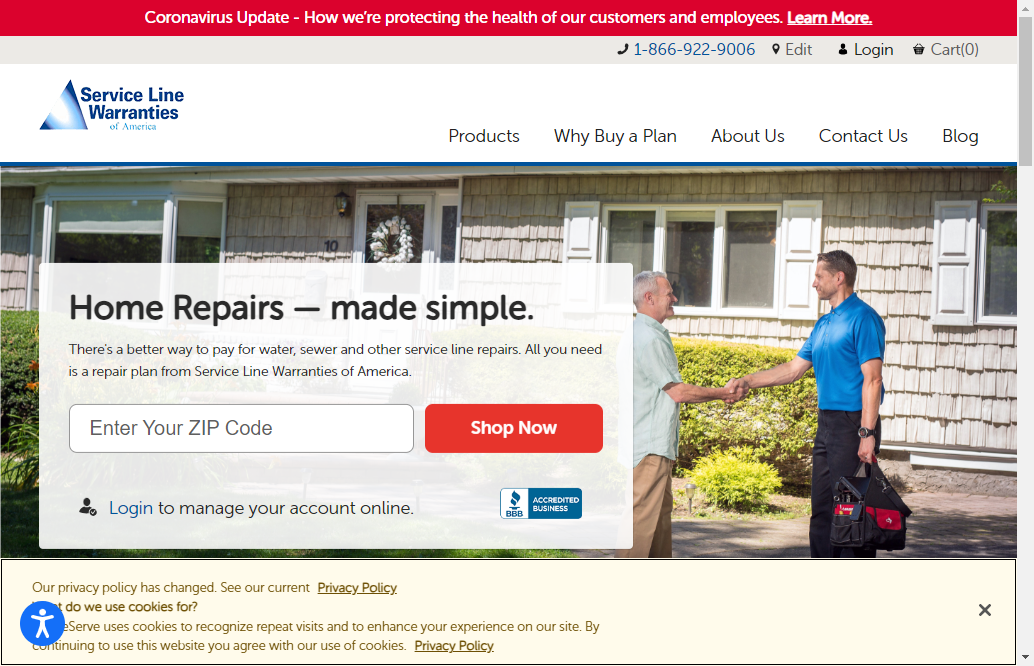 Coronavirus Update - How we're protecting the health of our customers and employees. Learn More.
1-866-922-9006 Edit Login Cart(0)
Service Line
Warranties
of America
Products Why Buy a Plan About Us Contact Us Blog
10
Home Repairs — made simple.
There's a better way to pay for water, sewer and other service line repairs. All you need
is a repair plan from Service Line Warranties of America.
Enter Your ZIP Code Shop Now
Login to manage your account online.
BBB ACCREDITED
BUSINESS
Our privacy policy has changed. See our current Privacy Policy
do we use cookies for?
uses cookies to recognize repeat visits and to enhance your experience on our site. By
continuing to use this website you agree with our use of cookies. Privacy Policy